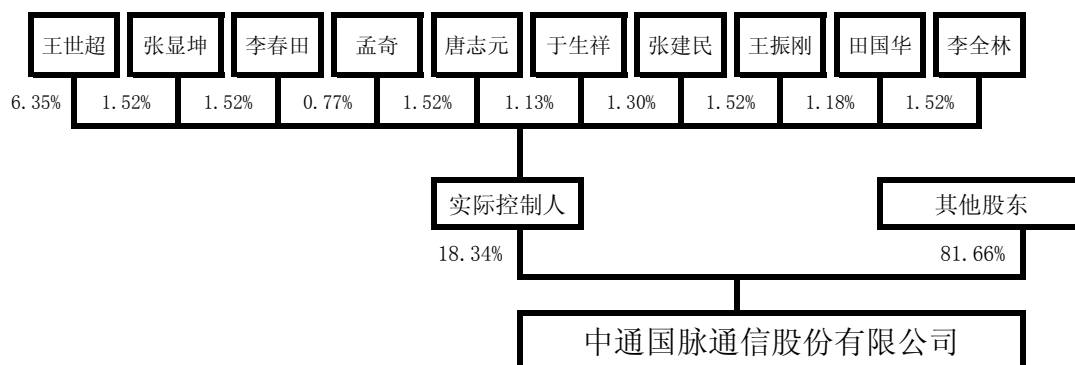 王世超 张显坤 李春田 孟奇 唐志元 于生祥 张建民 王振刚 田国华 李全林
6.35% 1.52% 1.52% 0.77% 1.52% 1.13% 1.30% 1.52% 1.18% 1.52%
实际控制人 其他股东
18.34% 81.66%
中通国脉通信股份有限公司